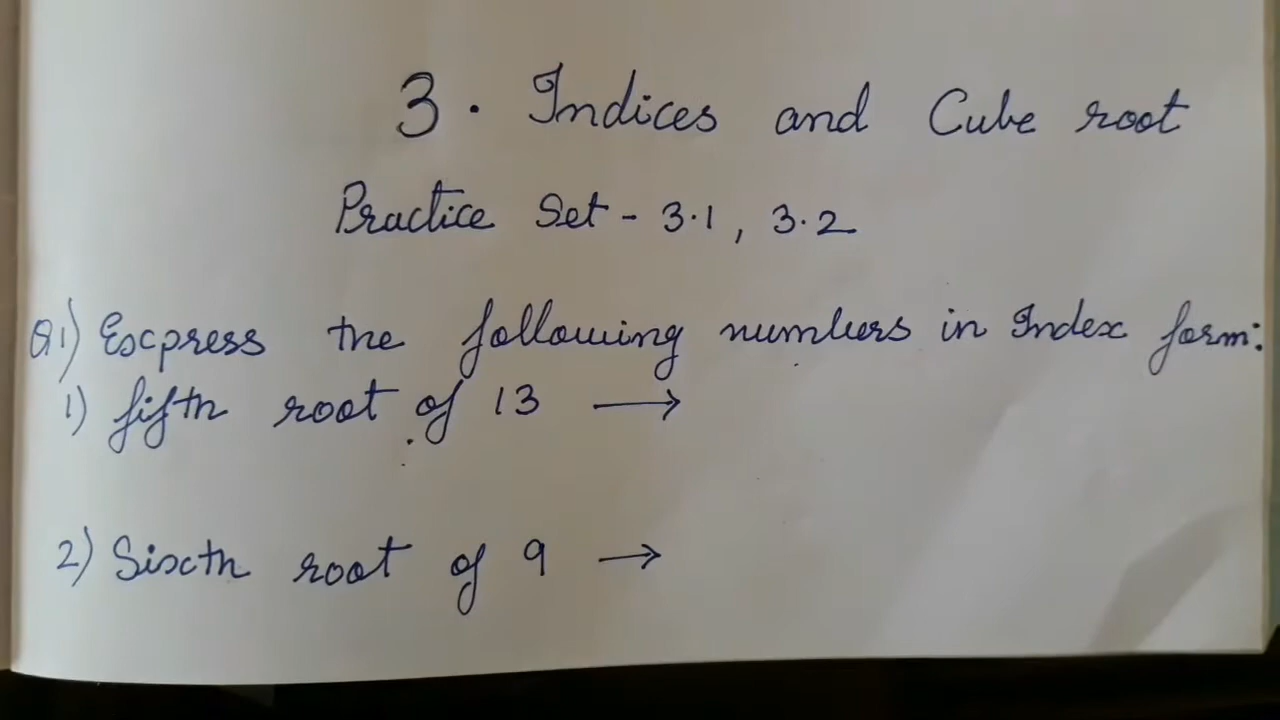 3. Indices and Cube root
Practice Set - 3.1, 3.2
Q1) Express the following numbers in Index form:
1) fifth root of 13 →
2) Sixth root of 9 →